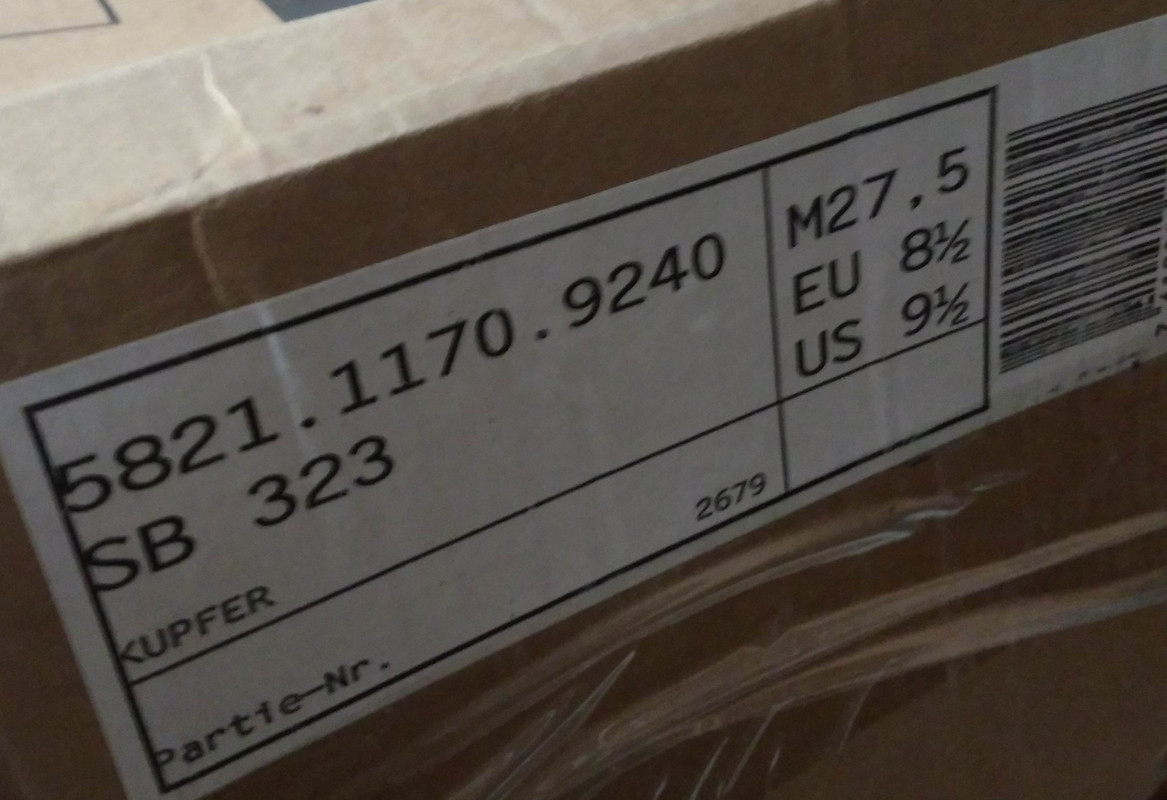 5821.1170.9240
SB 323
KUPFER
2679
Partie-Nr.
M27,5
EU 8½
US 9½